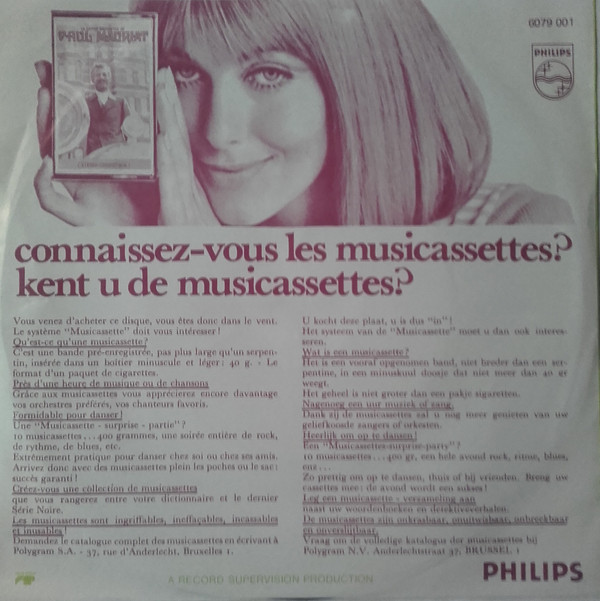 6079 001
PHILIPS
PAUL MAURIAT
connaissez-vous les musicassettes?
kent u de musicassettes?
Vous venez d'acheter ce disque, vous êtes donc dans le vent.
Le système "Musicassette" doit vous intéresser!
Qu'est-ce qu'une musicassette?
C'est une bande pré-enregistrée, pas plus large qu'un serpen-
tin, insérée dans un boîtier minuscule et léger: 40 g. - Le
format d'un paquet de cigarettes.
Près d'une heure de musique ou de chansons
Grâce aux musicassettes vous apprécierez encore davantage
vos orchestres préférés, vos chanteurs favoris.
Formidable pour danser!
Une "Musicassette - surprise - partie"?
10 musicassettes...400 grammes, une soirée entière de rock,
de rythme, de blues, etc.
Extrêmement pratique pour danser chez soi ou chez ses amis.
Arrivez donc avec des musicassettes plein les poches ou le sac:
succès garanti!
Créez-vous une collection de musicassettes
que vous rangerez entre votre dictionnaire et le dernier
Série Noire.
Les musicassettes sont ingriffables, ineffaçables, incassables
et inusables!
Demandez le catalogue complet des musicassettes en écrivant à
Polygram S.A. - 37, rue d'Anderlecht, Bruxelles 1.
U kocht deze plaat, u is dus "in"!
Het systeem van de "Musicassette" moet u dan ook interes-
seren.
Wat is een musicassette?
Het is een vooraf opgenomen band, niet breder dan een ser-
pentine, in een minuskuul doosje dat niet meer dan 40 gr
weegt.
Het geheel is niet groter dan een pakje sigaretten.
Nagenoeg een uur muziek of sang.
Dank zij de musicassettes zal u nog meer genieten van uw
geliefkoosde zangers of orkesten.
Heerlijk om op te dansen!
Een "Musicassettes-surprise-party"?
10 musicassettes...400 gr, een hele avond rock, ritmo, blues,
enz...
Zo prettig om op te dansen, thuis of bij vrienden. Breng uw
cassettes mee: de avond wordt een sukses!
Leg een musicassette - verzameling aan
naast uw woordenboeken en detektieveverhalen.
De musicassettes zijn onkrasbaar, onuitwisbaar, onbreekbaar
en onverslijtbaar.
Vraag om de volledige katalogus der musicassettes bij
Polygram N.V. Anderlechtstraat 37, BRUSSEL 1
A RECORD SUPERVISION PRODUCTION
PHILIPS